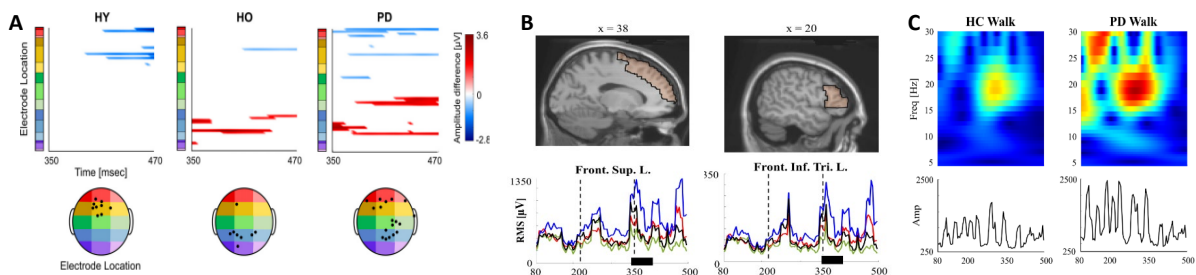 A
HY
HO
PD
Electrode Location
3.6
Amplitude difference [µV]
-2.8
350
470
350
470
350
470
Time [msec]
Electrode Location
B
x = 38
x = 20
Front. Sup. L.
Front. Inf. Tri. L.
RMS [µV]
1350
0
80
200
350
500
1350
0
80
200
350
500
C
HC Walk
PD Walk
Freq [Hz]
30
25
20
15
10
5
30
25
20
15
10
5
Amp
2500
250
80
200
350
500
2500
250
80
200
350
500